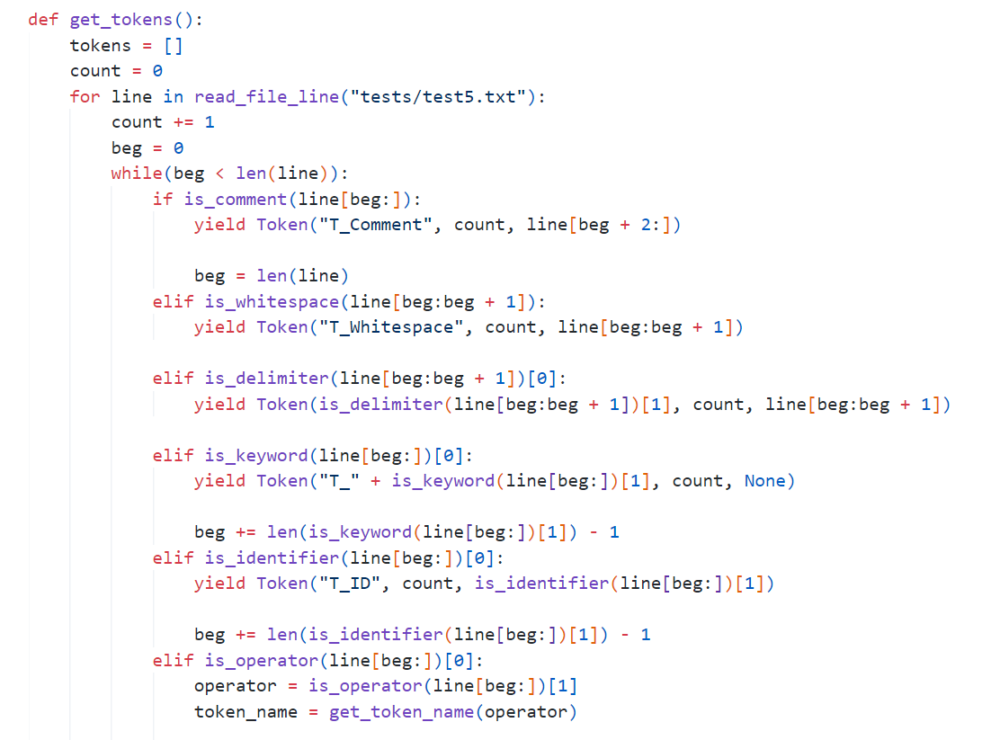 def get_tokens():
    tokens = []
    count = 0
    for line in read_file_line("tests/test5.txt"):
        count += 1
        beg = 0
        while(beg < len(line)):
            if is_comment(line[beg:]):
                yield Token("T_Comment", count, line[beg + 2:])

                beg = len(line)
            elif is_whitespace(line[beg:beg + 1]):
                yield Token("T_Whitespace", count, line[beg:beg + 1])

            elif is_delimiter(line[beg:beg + 1])[0]:
                yield Token(is_delimiter(line[beg:beg + 1])[1], count, line[beg:beg + 1])

            elif is_keyword(line[beg:])[0]:
                yield Token("T_" + is_keyword(line[beg:])[1], count, None)

                beg += len(is_keyword(line[beg:])[1]) - 1
            elif is_identifier(line[beg:])[0]:
                yield Token("T_ID", count, is_identifier(line[beg:])[1])

                beg += len(is_identifier(line[beg:])[1]) - 1
            elif is_operator(line[beg:])[0]:
                operator = is_operator(line[beg:])[1]
                token_name = get_token_name(operator)